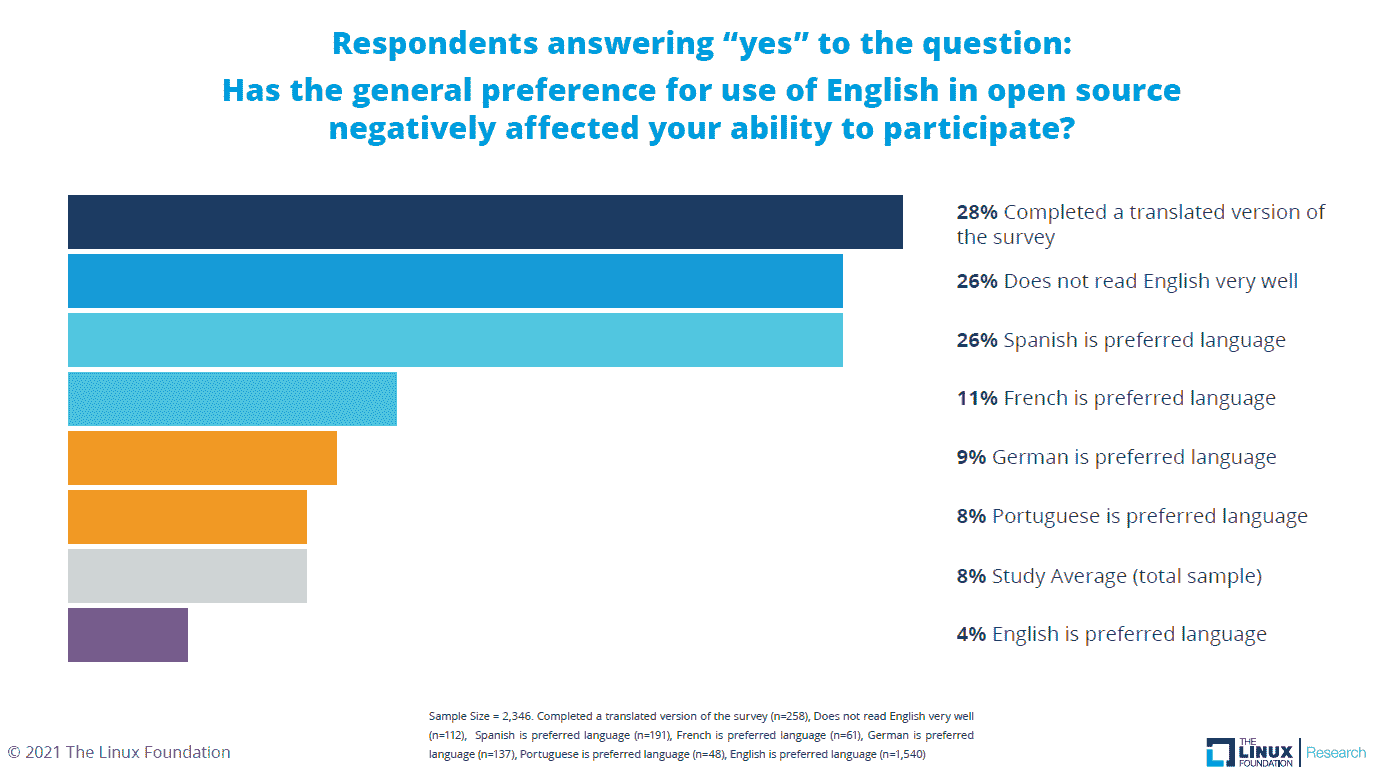 Respondents answering “yes” to the question:
Has the general preference for use of English in open source
negatively affected your ability to participate?
28% Completed a translated version of
the survey
26% Does not read English very well
26% Spanish is preferred language
11% French is preferred language
9% German is preferred language
8% Portuguese is preferred language
8% Study Average (total sample)
4% English is preferred language
Sample Size = 2,346. Completed a translated version of the survey (n=258), Does not read English very well
(n=112), Spanish is preferred language (n=191), French is preferred language (n=61), German is preferred
language (n=137), Portuguese is preferred language (n=48), English is preferred language (n=1,540)
© 2021 The Linux Foundation
THE
LINUX
FOUNDATION
Research